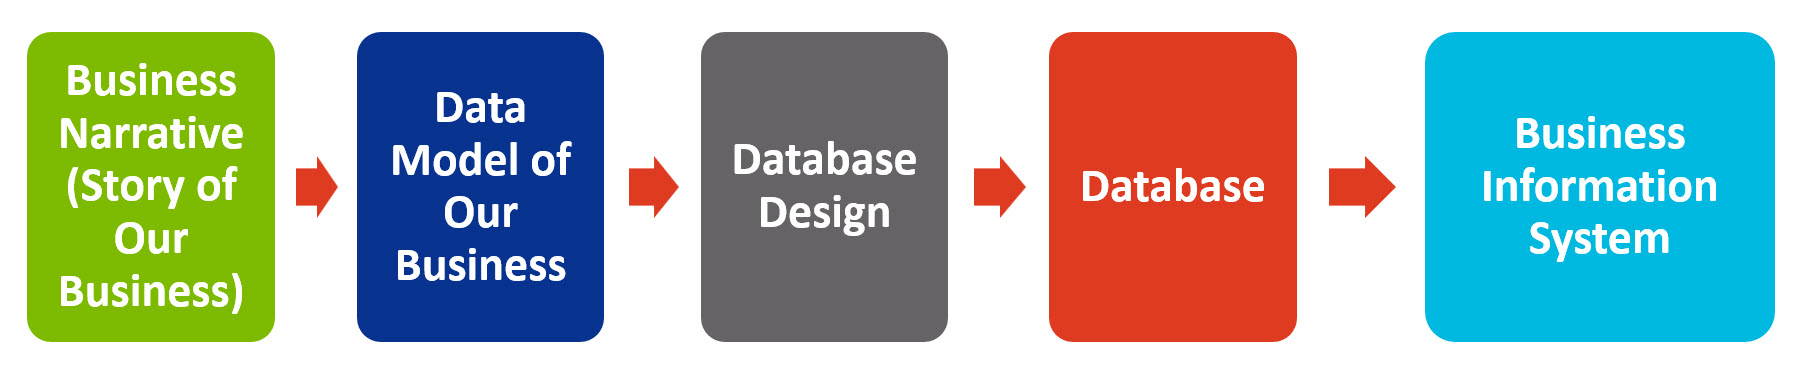 Business
Narrative
(Story of
Our
Business)
Data
Model of
Our
Business
Database
Design
Database
Business
Information
System